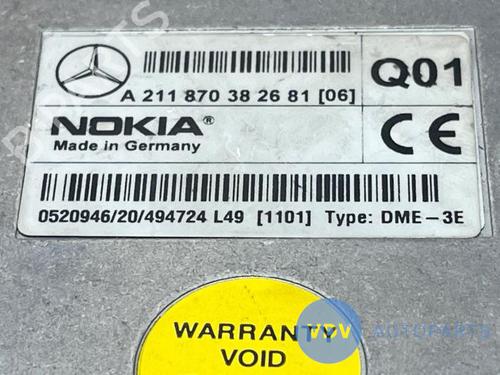 Q01
A 211 870 38 26 81 [06]
NOKIA®
Made in Germany
CE
0520946/20/494724 L49 [1101] Type: DME-3E
WARRANTY
VOID
VPV AUTOPARTS